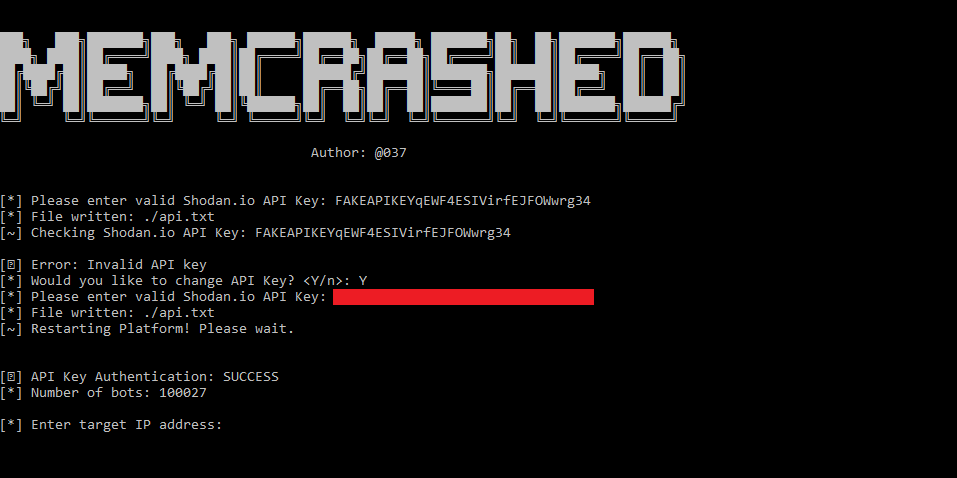 MEMCRASHED
Author: @037
[*] Please enter valid Shodan.io API Key: FAKEAPIKEYqEWF4ESIVirfEJFOWwrg34
[*] File written: ./api.txt
[~] Checking Shodan.io API Key: FAKEAPIKEYqEWF4ESIVirfEJFOWwrg34
[⍰] Error: Invalid API key
[*] Would you like to change API Key? <Y/n>: Y
[*] Please enter valid Shodan.io API Key:
[*] File written: ./api.txt
[~] Restarting Platform! Please wait.
[⍰] API Key Authentication: SUCCESS
[*] Number of bots: 100027
[*] Enter target IP address: